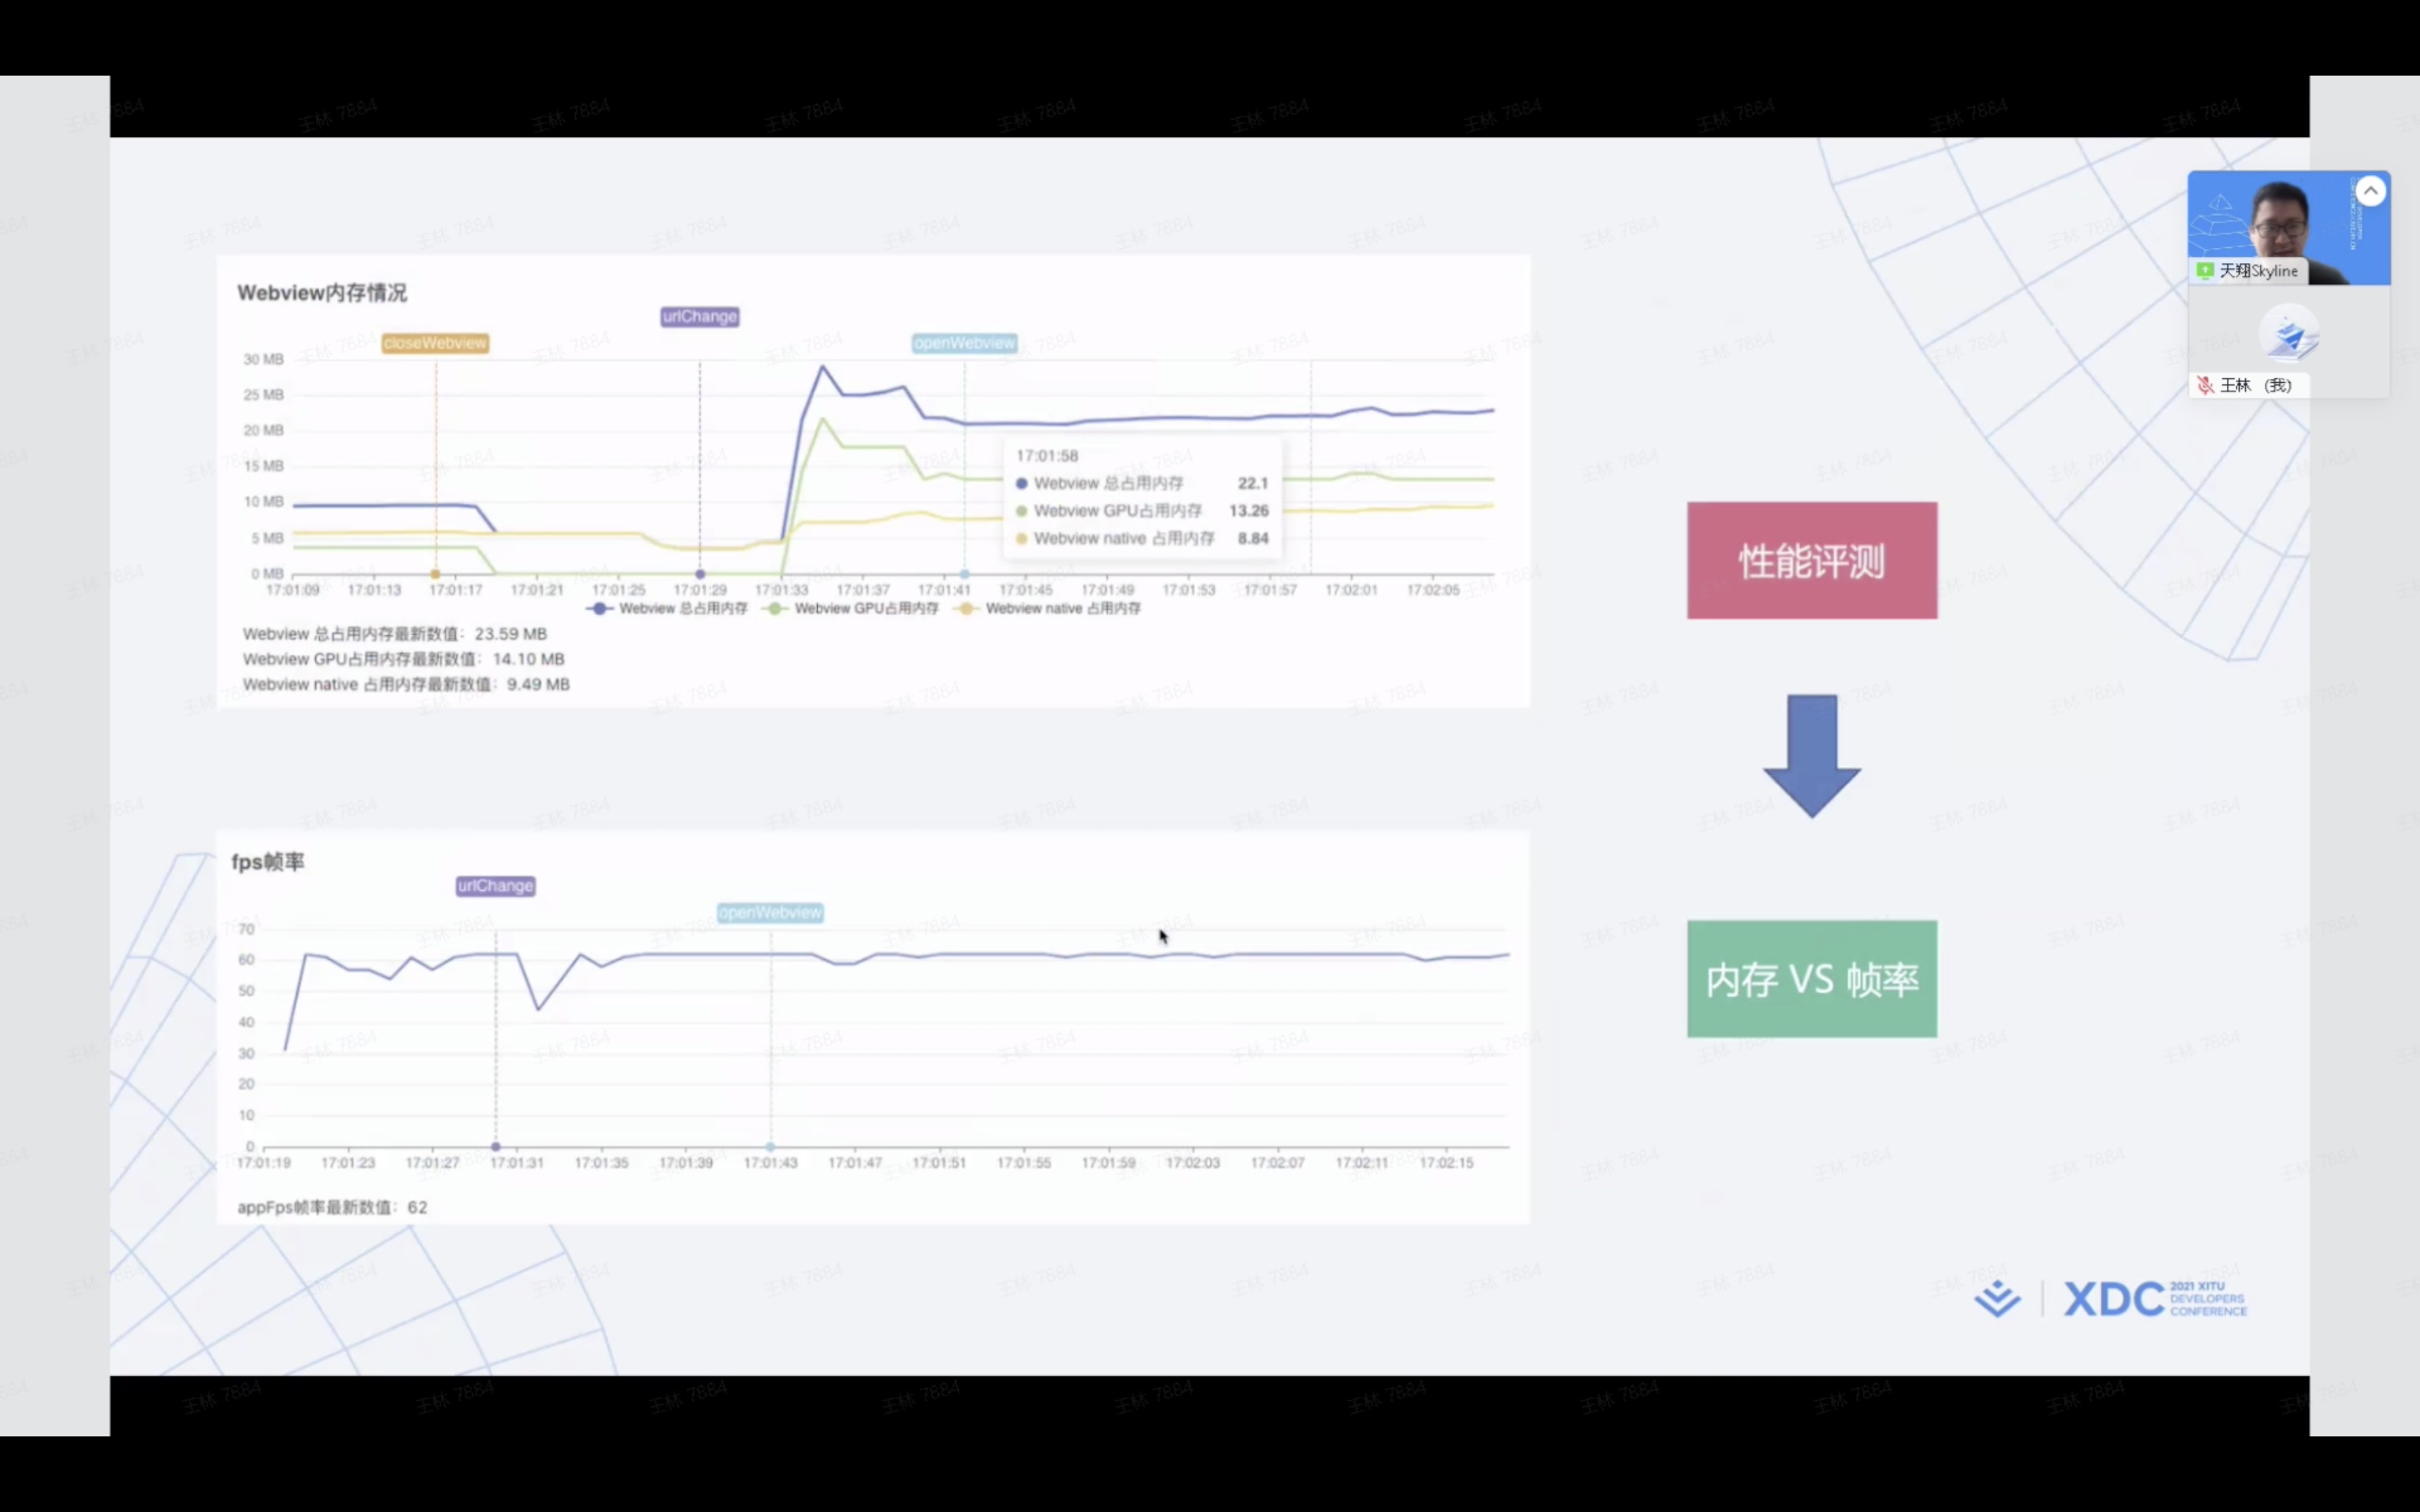 Webview内存情况
urlChange
closeWebview
openWebview
30 MB
25 MB
20 MB
15 MB
10 MB
5 MB
0 MB
17:01:58
Webview 总占用内存 22.1
Webview GPU占用内存 13.26
Webview native 占用内存 8.84
17:01:09 17:01:13 17:01:17 17:01:21 17:01:25 17:01:29 17:01:33 17:01:37 17:01:41 17:01:45 17:01:49 17:01:53 17:01:57 17:02:01 17:02:05
Webview 总占用内存 Webview GPU占用内存 Webview native 占用内存
Webview 总占用内存最新数值：23.59 MB
Webview GPU占用内存最新数值：14.10 MB
Webview native 占用内存最新数值：9.49 MB
fps帧率
urlChange
openWebview
70
60
50
40
30
20
10
0
17:01:19 17:01:23 17:01:27 17:01:31 17:01:35 17:01:39 17:01:43 17:01:47 17:01:51 17:01:55 17:01:59 17:02:03 17:02:07 17:02:11 17:02:15
appFps帧率最新数值：62
性能评测
内存 VS 帧率
天翔Skyline
王林 （我）
XDC
2021 XITU
DEVELOPERS
CONFERENCE
王林 7884